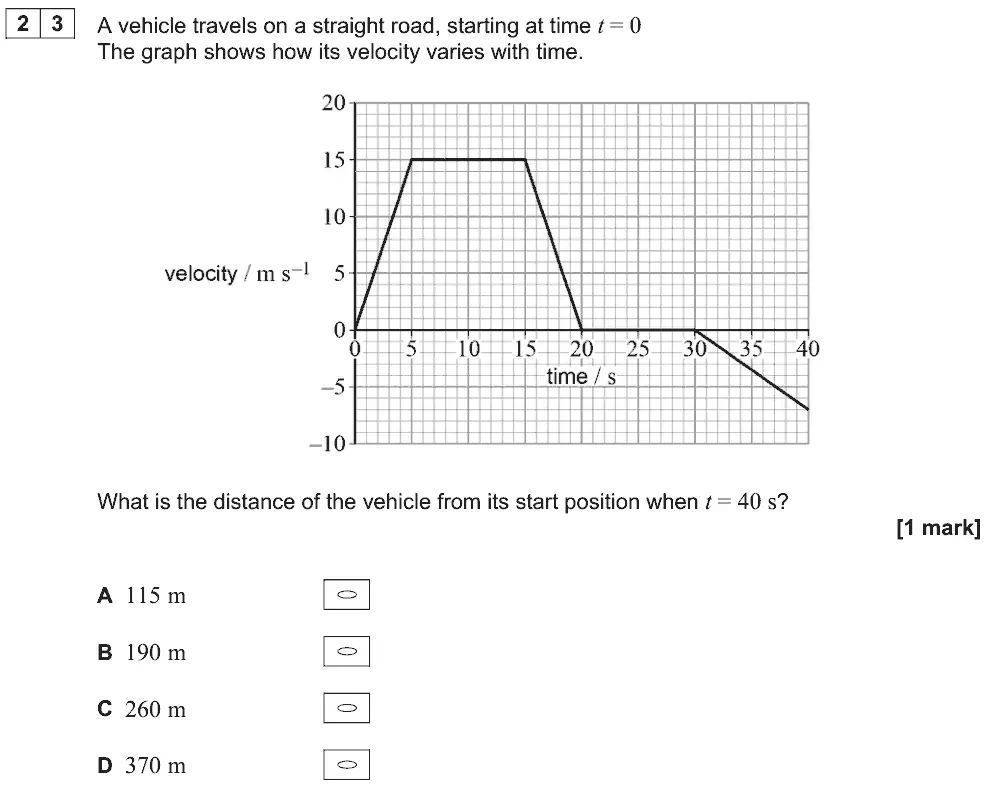 2 3 A vehicle travels on a straight road, starting at time t = 0
The graph shows how its velocity varies with time.
20
15
10
velocity / m s⁻¹ 5
0
0 5 10 15 20 25 30 35 40
time / s
–5
–10
What is the distance of the vehicle from its start position when t = 40 s?
[1 mark]
A 115 m
B 190 m
C 260 m
D 370 m